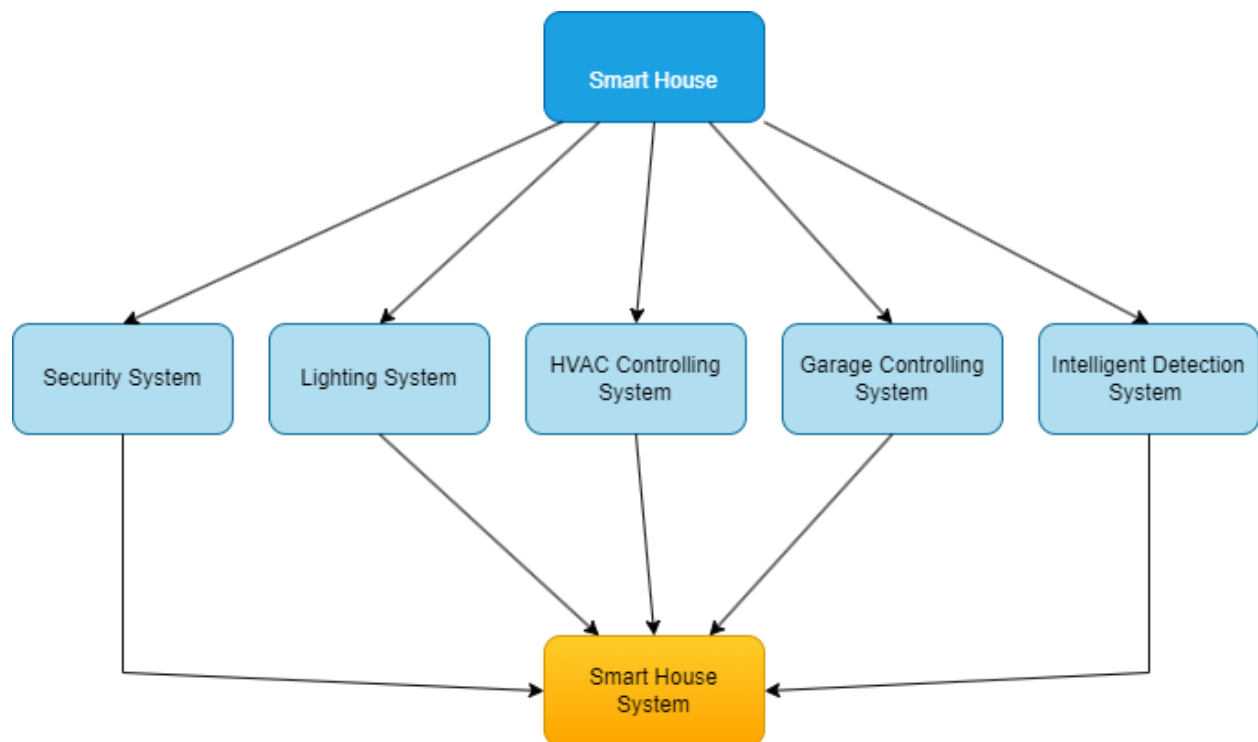 Smart House
Security System
Lighting System
HVAC Controlling
System
Garage Controlling
System
Intelligent Detection
System
Smart House
System